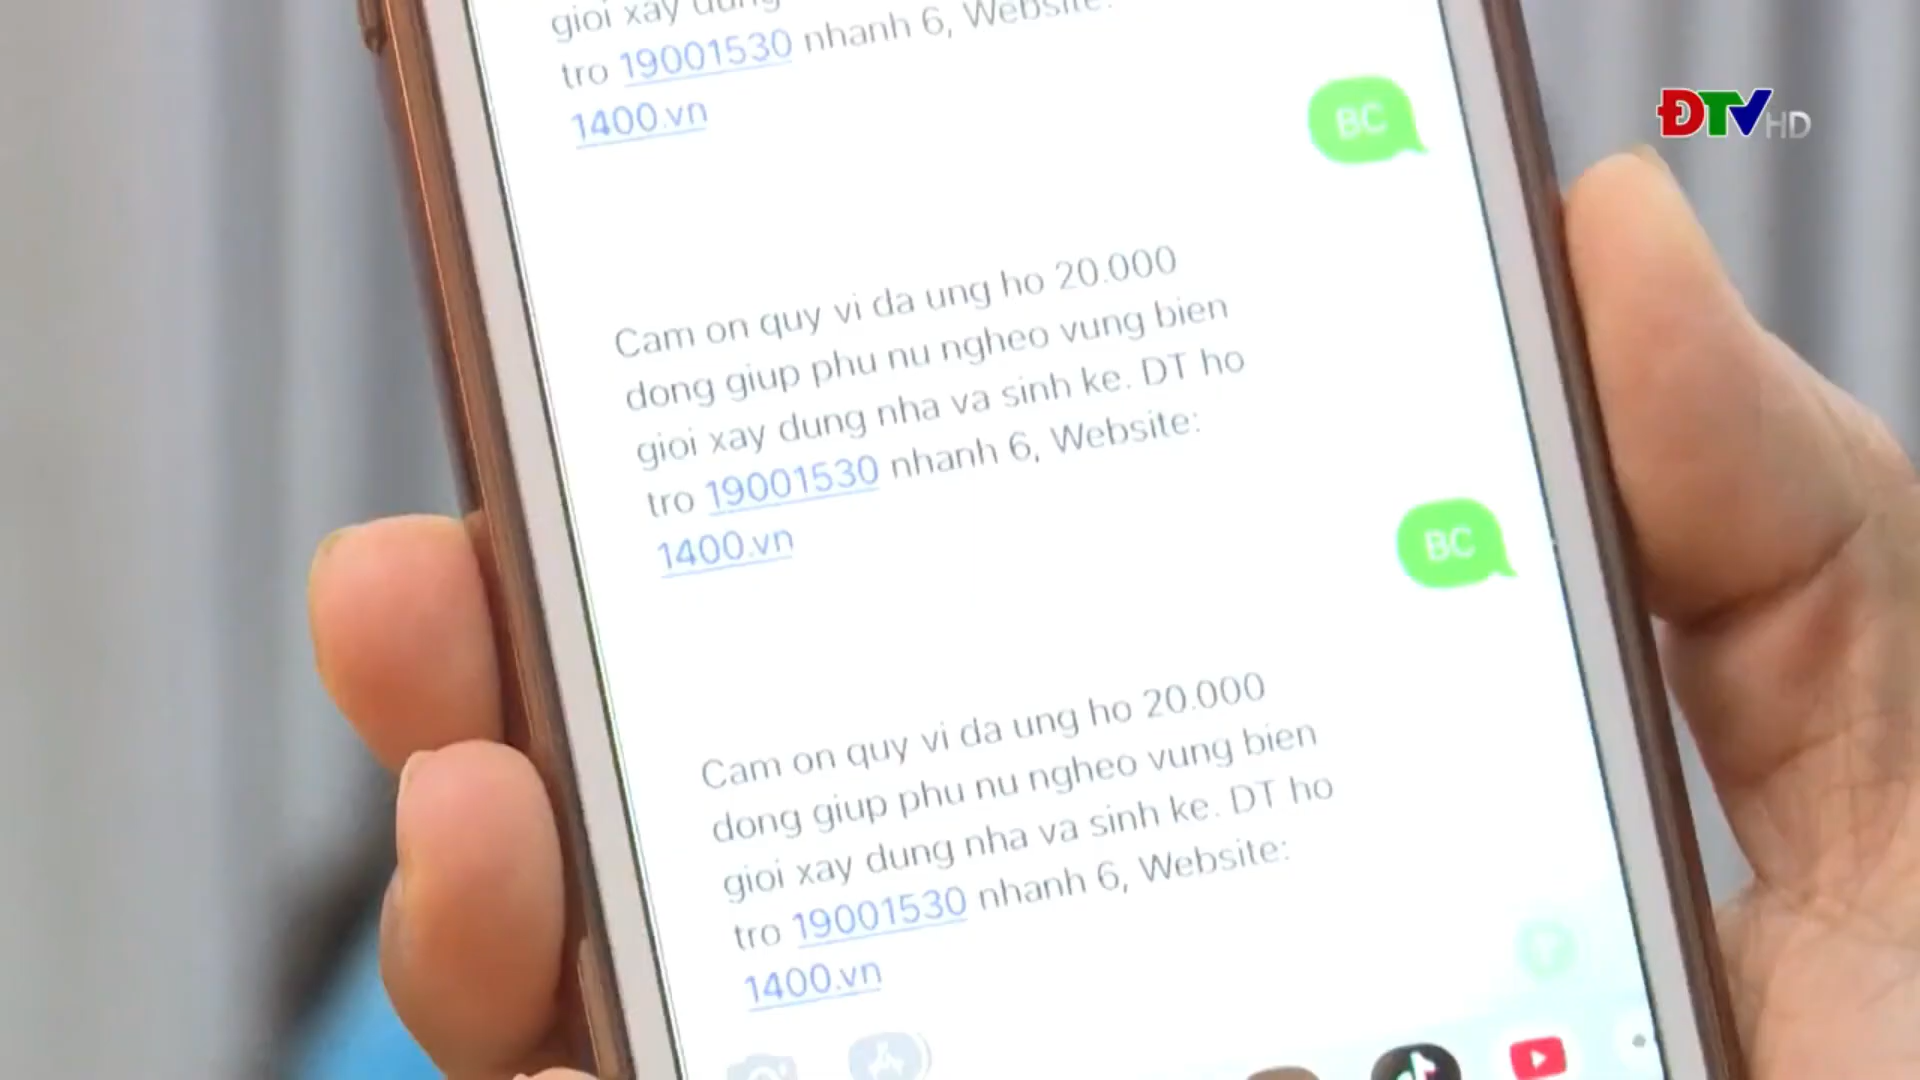 gioi xay dung
tro 19001530 nhanh 6, Website:
1400.vn
BC
ĐTV HD
Cam on quy vi da ung ho 20.000
dong giup phu nu ngheo vung bien
gioi xay dung nha va sinh ke. DT ho
tro 19001530 nhanh 6, Website:
1400.vn
BC
Cam on quy vi da ung ho 20.000
dong giup phu nu ngheo vung bien
gioi xay dung nha va sinh ke. DT ho
tro 19001530 nhanh 6, Website:
1400.vn